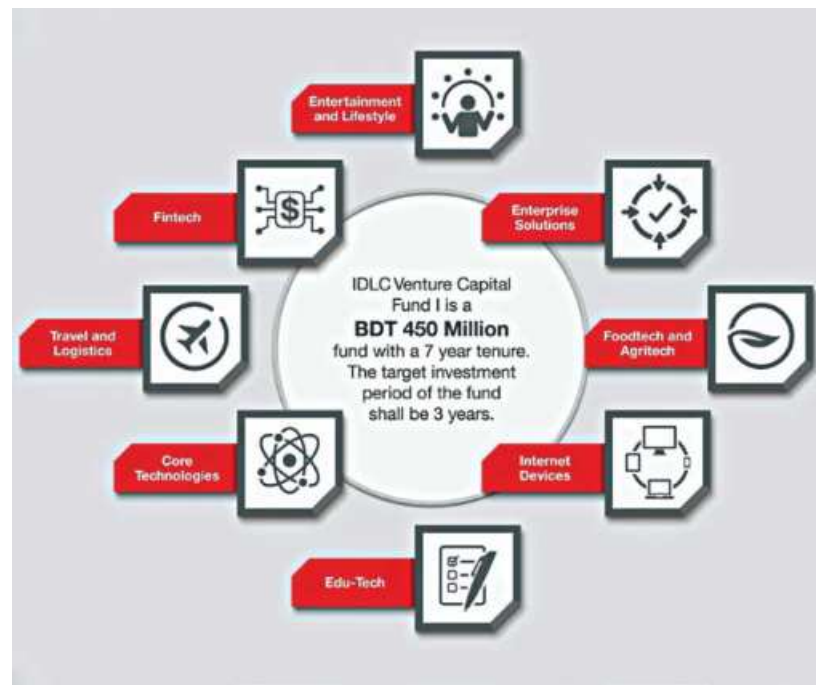 Entertainment
and Lifestyle
Fintech
Enterprise
Solutions
IDLC Venture Capital
Fund I is a
BDT 450 Million
fund with a 7 year tenure.
The target investment
period of the fund
shall be 3 years.
Travel and
Logistics
Foodtech and
Agritech
Core
Technologies
Internet
Devices
Edu-Tech